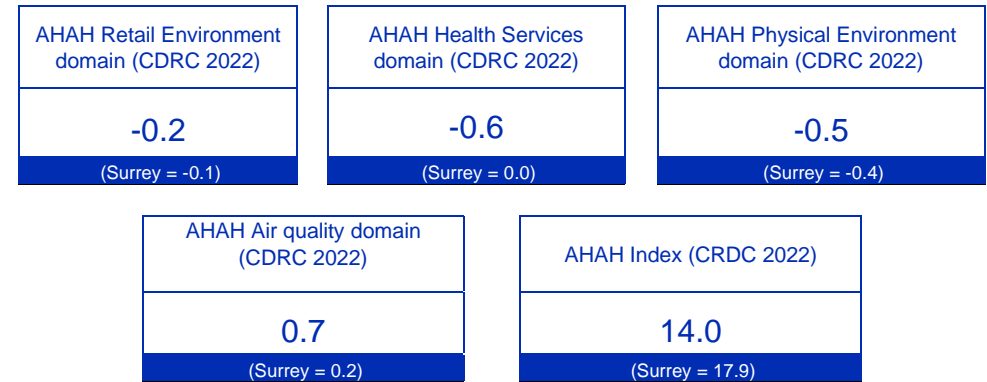 AHAH Retail Environment
domain (CDRC 2022)
-0.2
(Surrey = -0.1)
AHAH Health Services
domain (CDRC 2022)
-0.6
(Surrey = 0.0)
AHAH Physical Environment
domain (CDRC 2022)
-0.5
(Surrey = -0.4)
AHAH Air quality domain
(CDRC 2022)
0.7
(Surrey = 0.2)
AHAH Index (CRDC 2022)
14.0
(Surrey = 17.9)